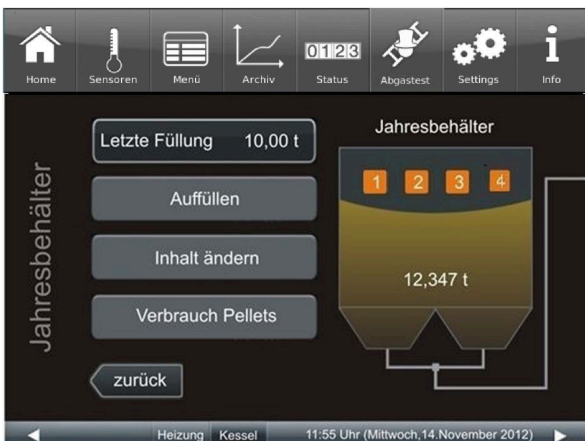 0123
Home Sensoren Menü Archiv Status Abgastest Settings Info
Jahresbehälter
Letzte Füllung 10,00 t
Auffüllen
Inhalt ändern
Verbrauch Pellets
zurück
Jahresbehälter
1 2 3 4
12,347 t
Heizung Kessel 11:55 Uhr (Mittwoch,14.November 2012)